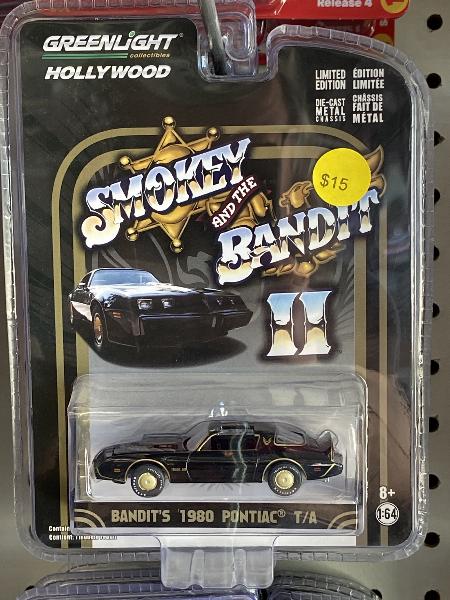 Release 4
GREENLIGHT
collectibles
HOLLYWOOD
LIMITED EDITION
ÉDITION LIMITÉE
DIE-CAST METAL CHASSIS
CHÂSSIS FAIT DE MÉTAL
$15
SMOKEY
AND THE
BANDIT
II
8+
1:64
BANDIT'S 1980 PONTIAC® T/A